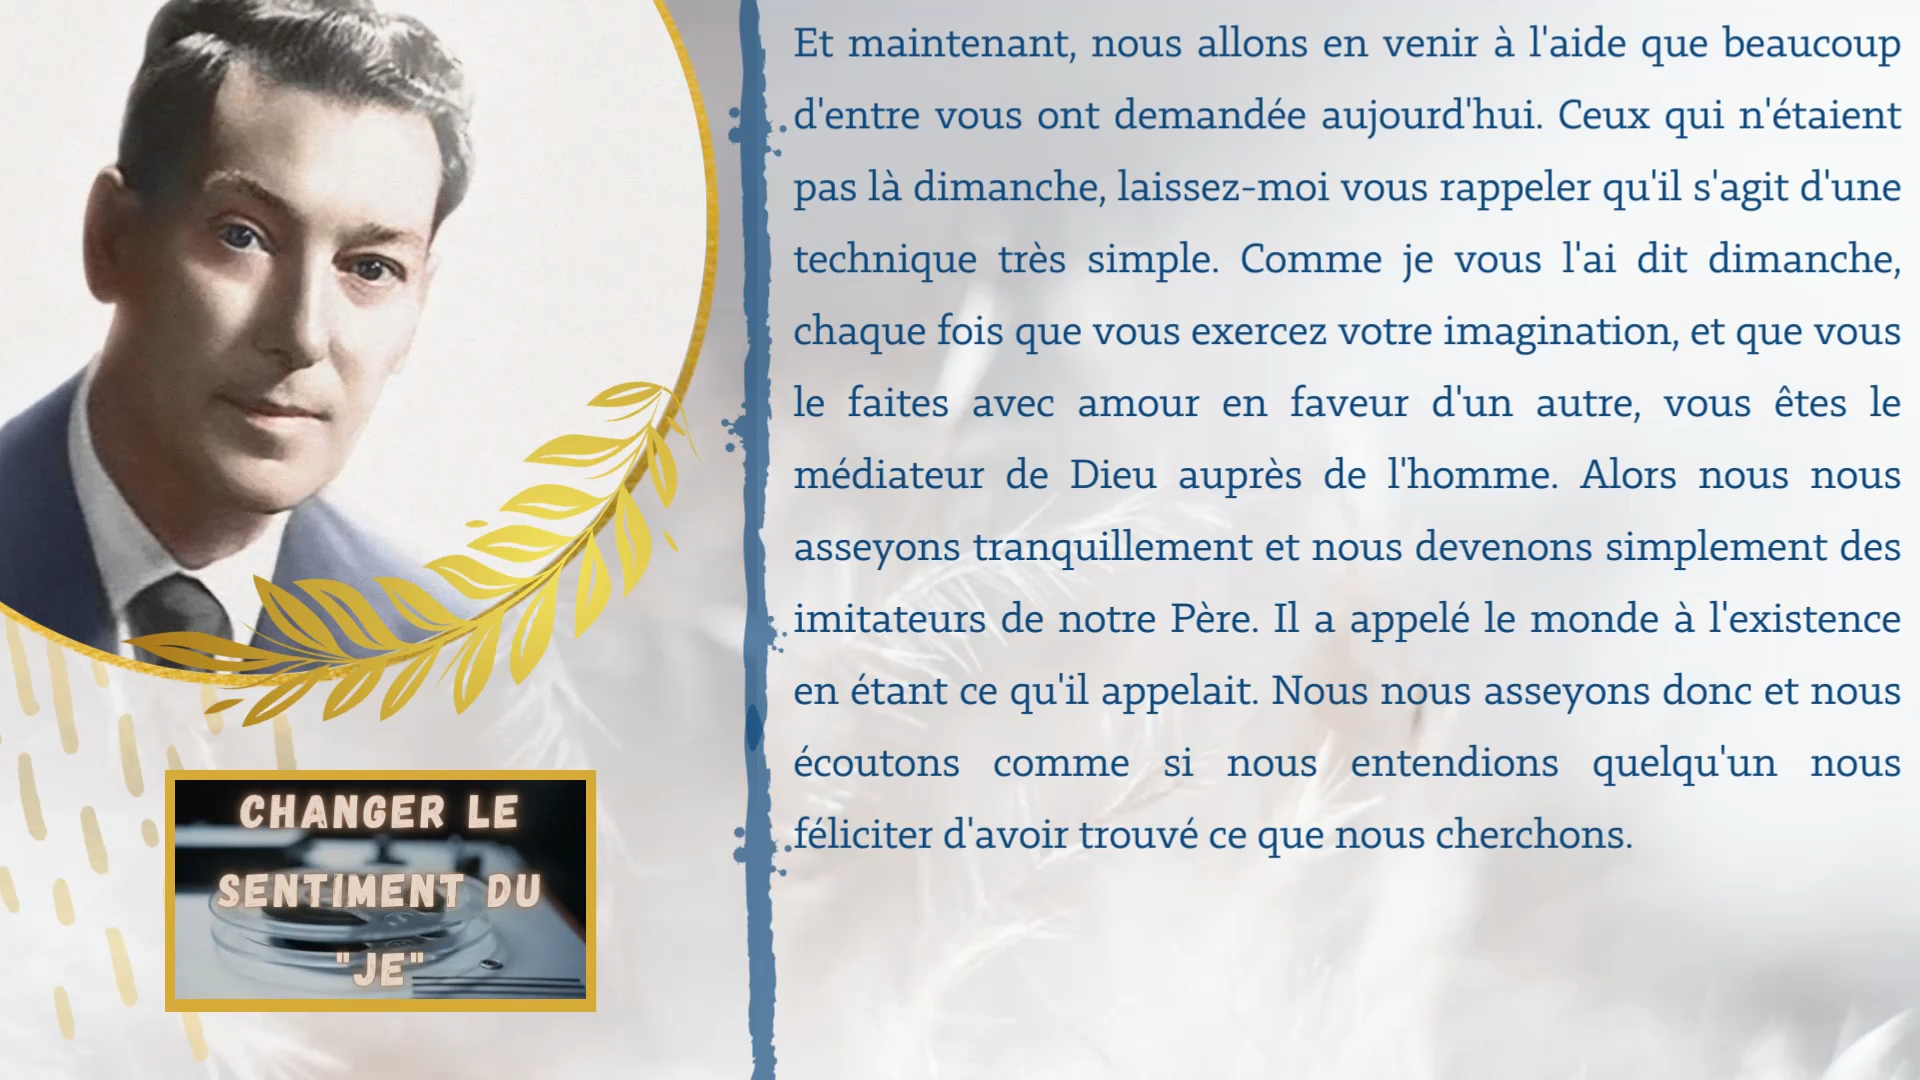 Et maintenant, nous allons en venir à l'aide que beaucoup
d'entre vous ont demandée aujourd'hui. Ceux qui n'étaient
pas là dimanche, laissez-moi vous rappeler qu'il s'agit d'une
technique très simple. Comme je vous l'ai dit dimanche,
chaque fois que vous exercez votre imagination, et que vous
le faites avec amour en faveur d'un autre, vous êtes le
médiateur de Dieu auprès de l'homme. Alors nous nous
asseyons tranquillement et nous devenons simplement des
imitateurs de notre Père. Il a appelé le monde à l'existence
en étant ce qu'il appelait. Nous nous asseyons donc et nous
écoutons comme si nous entendions quelqu'un nous
féliciter d'avoir trouvé ce que nous cherchons.
CHANGER LE
SENTIMENT DU
"JE"